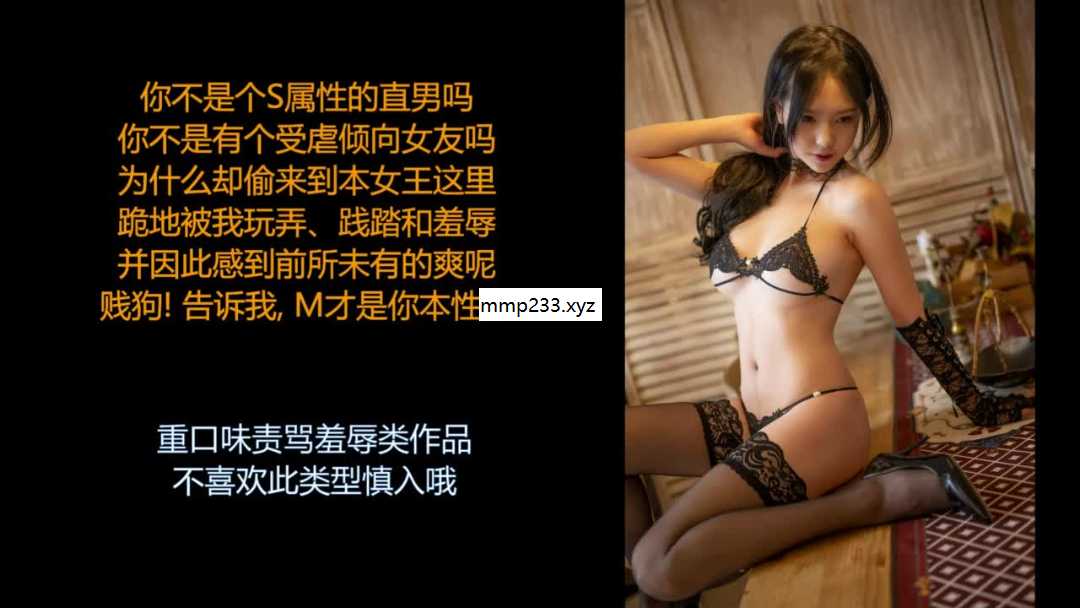 你不是个S属性的直男吗
你不是有个受虐倾向女友吗
为什么却偷来到本女王这里
跪地被我玩弄、践踏和羞辱
并因此感到前所未有的爽呢
贱狗! 告诉我, M才是你本性
mmp233.xyz
重口味责骂羞辱类作品
不喜欢此类型慎入哦